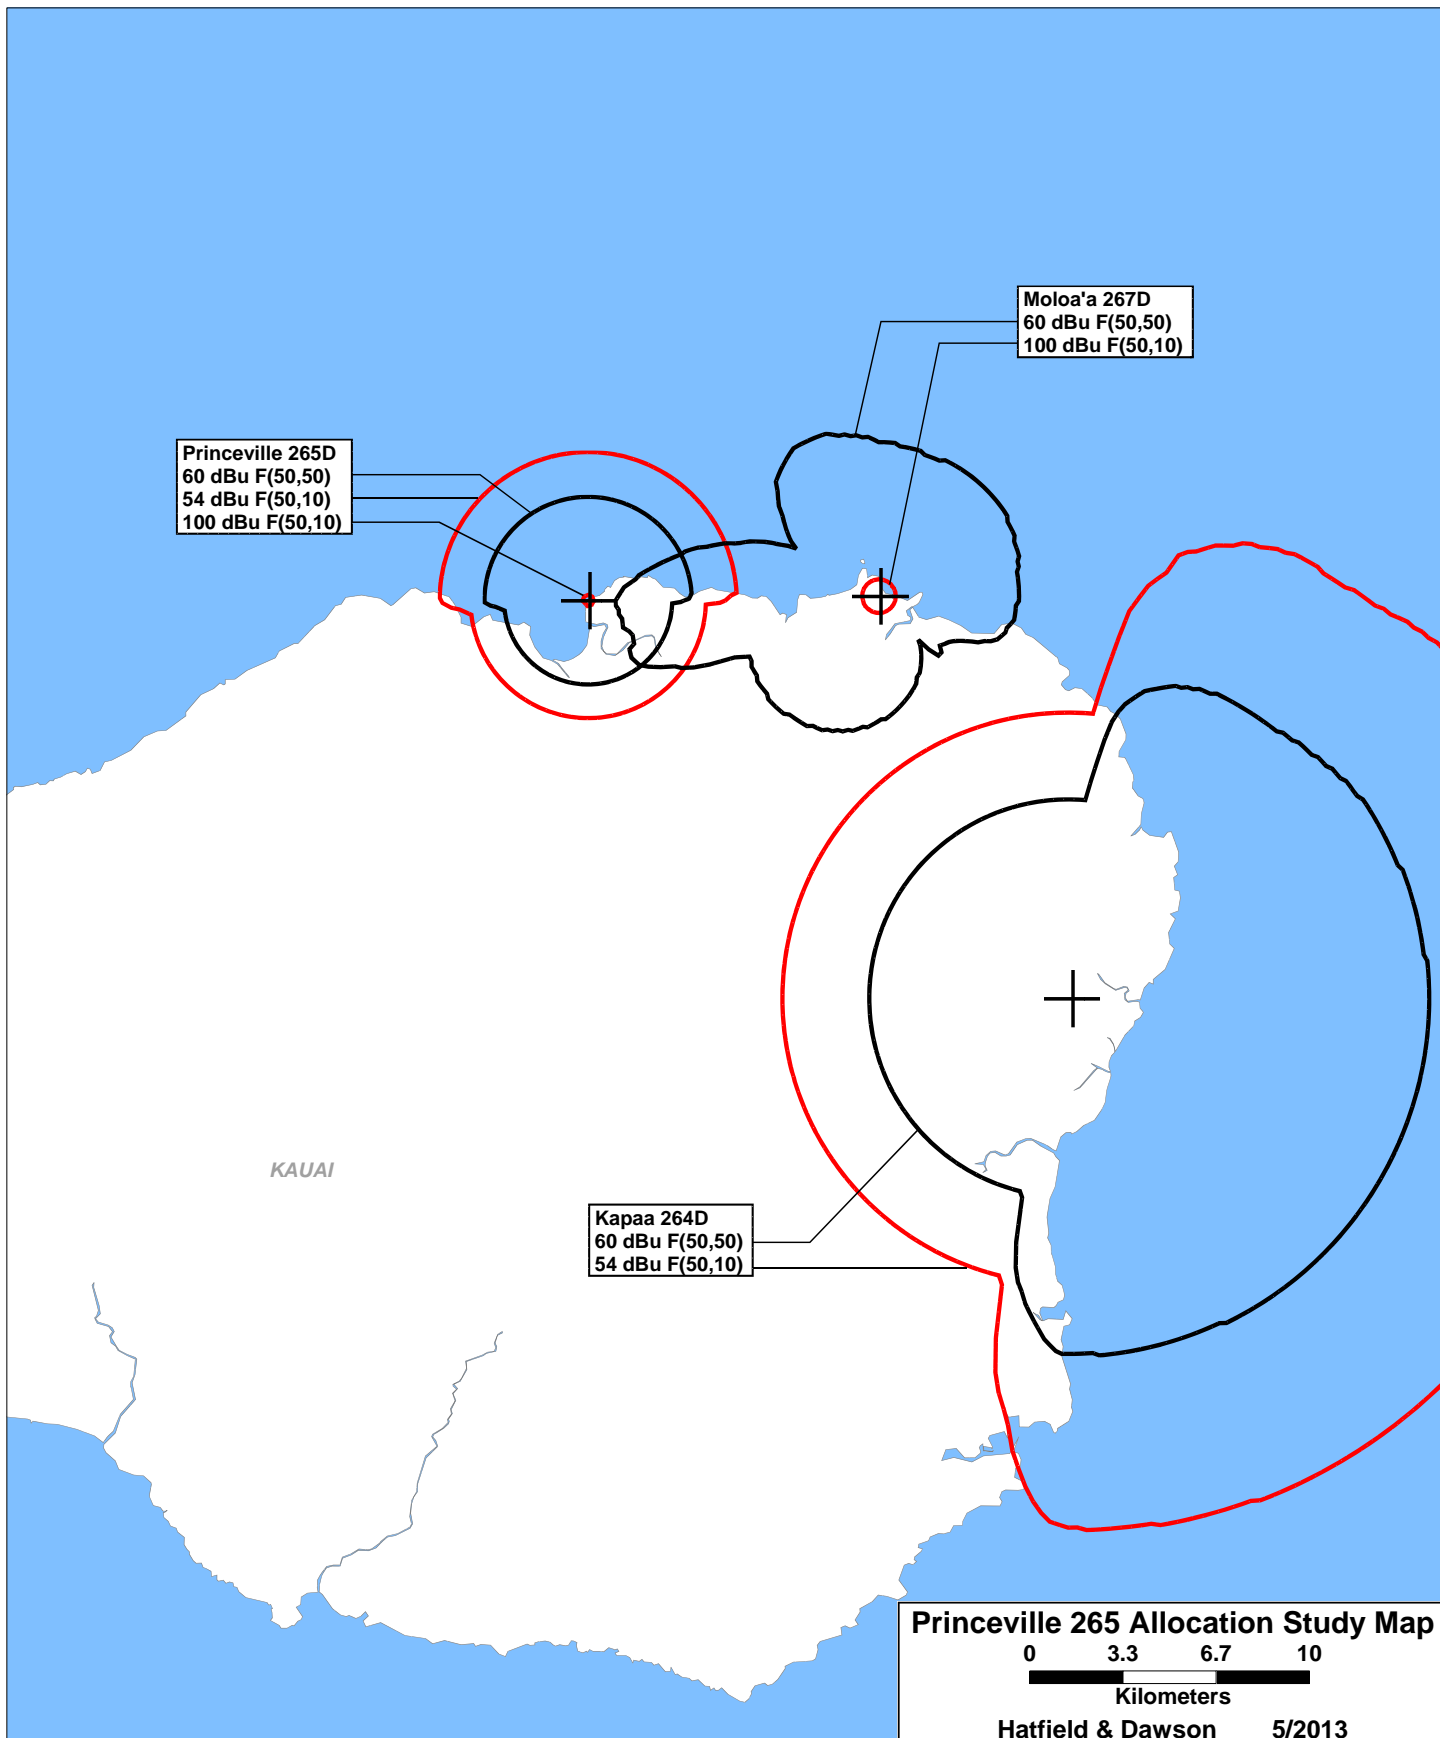 Moloa'a 267D
60 dBu F(50,50)
100 dBu F(50,10)
Princeville 265D
60 dBu F(50,50)
54 dBu F(50,10)
100 dBu F(50,10)
KAUAI
Kapaa 264D
60 dBu F(50,50)
54 dBu F(50,10)
Princeville 265 Allocation Study Map
0 3.3 6.7 10
Kilometers
Hatfield & Dawson 5/2013